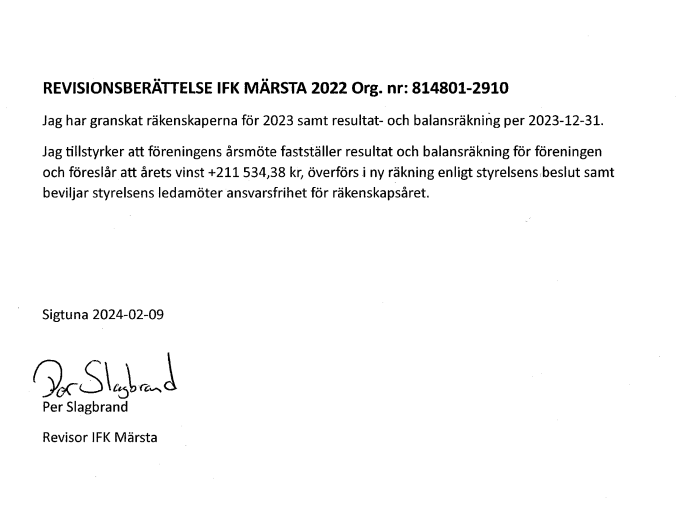 REVISIONSBERÄTTELSE IFK MÄRSTA 2022 Org. nr: 814801-2910
Jag har granskat räkenskaperna för 2023 samt resultat- och balansräkning per 2023-12-31.
Jag tillstyrker att föreningens årsmöte fastställer resultat och balansräkning för föreningen
och föreslår att årets vinst +211 534,38 kr, överförs i ny räkning enligt styrelsens beslut samt
beviljar styrelsens ledamöter ansvarsfrihet för räkenskapsåret.
Sigtuna 2024-02-09
Per Slagbrand
Per Slagbrand
Revisor IFK Märsta